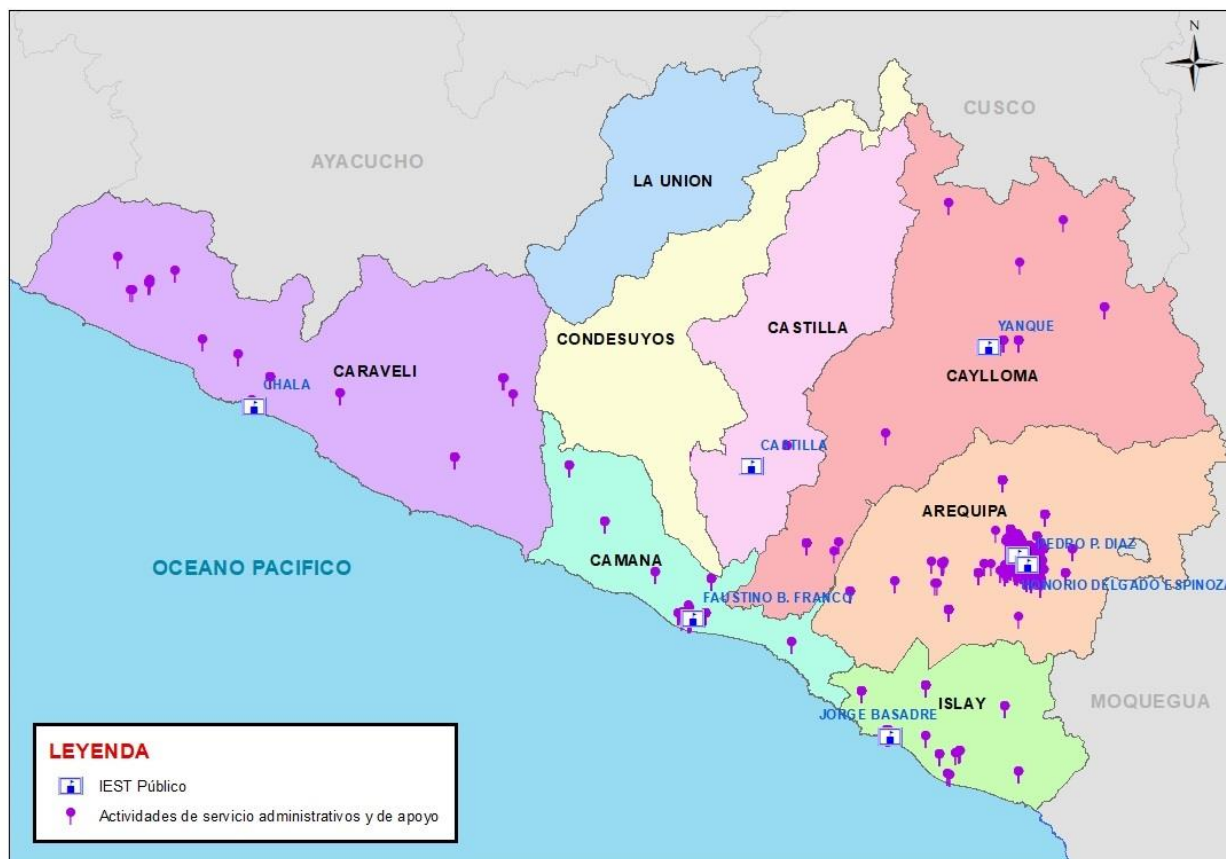 N
CUSCO
AYACUCHO
LA UNION
CONDESUYOS
CASTILLA
YANQUE
CAYLLOMA
CARAVELI
CHALA
CASTILLA
AREQUIPA
PEDRO P. DIAZ
HONORIO DELGADO ESPINOZA
CAMANA
OCEANO PACIFICO
FAUSTINO B. FRANCO
ISLAY
MOQUEGUA
JORGE BASADRE
LEYENDA
IEST Público
Actividades de servicio administrativos y de apoyo